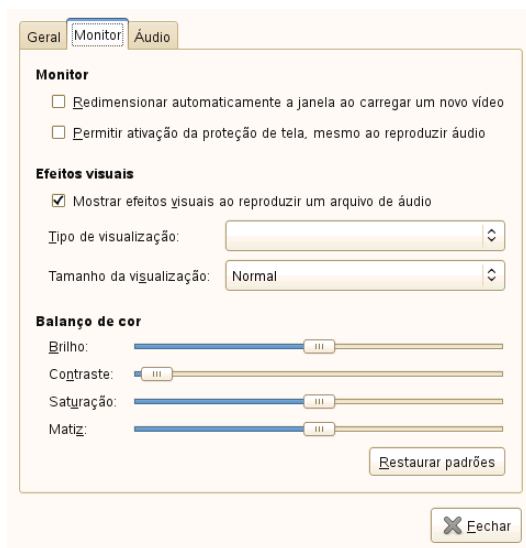 Geral Monitor Áudio
Monitor
Redimensionar automaticamente a janela ao carregar um novo vídeo
Permitir ativação da proteção de tela, mesmo ao reproduzir áudio
Efeitos visuais
Mostrar efeitos visuais ao reproduzir um arquivo de áudio
Tipo de visualização:
Tamanho da visualização: Normal
Balanço de cor
Brilho:
Contraste:
Saturação:
Matiz:
Restaurar padrões
Fechar